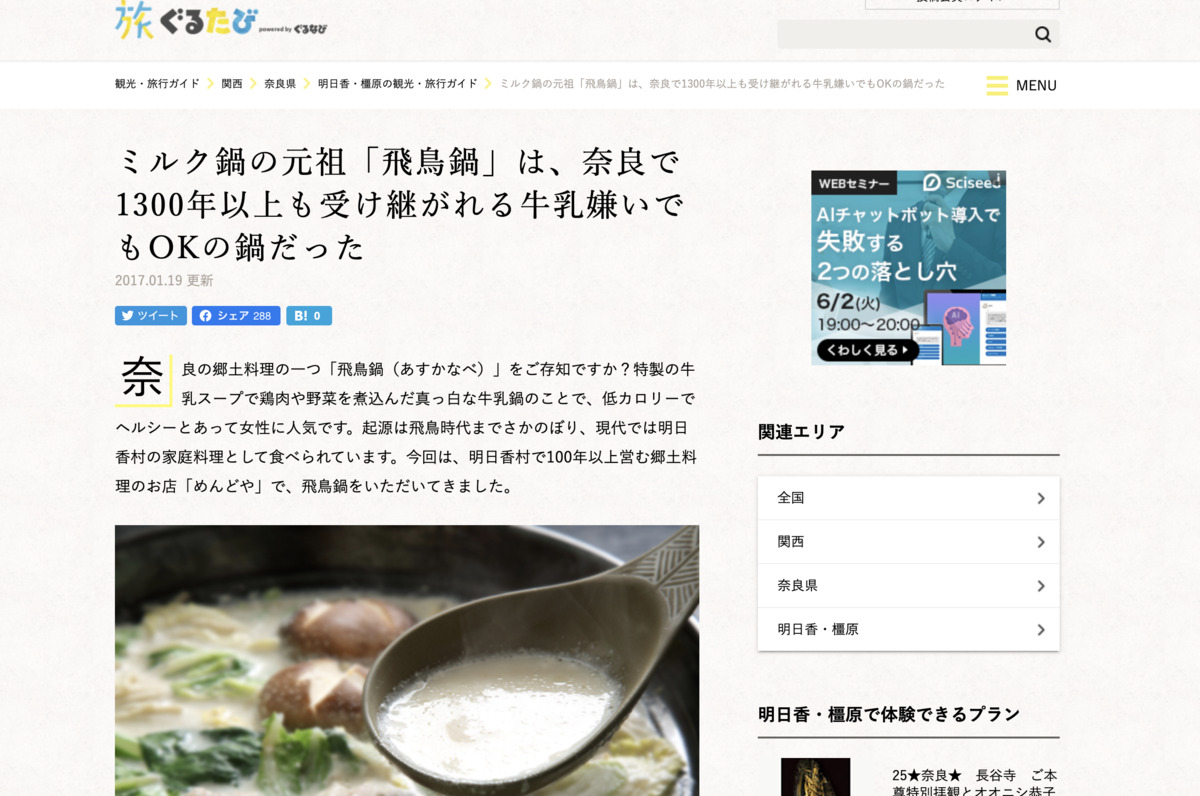 旅 ぐるたび powered by ぐるなび
観光・旅行ガイド 関西 奈良県 明日香・橿原の観光・旅行ガイド ミルク鍋の元祖「飛鳥鍋」は、奈良で1300年以上も受け継がれる牛乳嫌いでもOKの鍋だった
MENU
ミルク鍋の元祖「飛鳥鍋」は、奈良で
1300年以上も受け継がれる牛乳嫌いで
もOKの鍋だった
2017.01.19 更新
ツイート シェア 288 B! 0
奈良の郷土料理の一つ「飛鳥鍋（あすかなべ）」をご存知ですか？特製の牛
乳スープで鶏肉や野菜を煮込んだ真っ白な牛乳鍋のことで、低カロリーで
ヘルシーとあって女性に人気です。起源は飛鳥時代までさかのぼり、現代では明日
香村の家庭料理として食べられています。今回は、明日香村で100年以上営む郷土料
理のお店「めんどや」で、飛鳥鍋をいただいてきました。
WEBセミナー Sciseed
AIチャットボット導入で
失敗する
2つの落とし穴
6/2(火)
19:00〜20:00
くわしく見る
AI
関連エリア
全国
関西
奈良県
明日香・橿原
明日香・橿原で体験できるプラン
25★奈良★ 長谷寺 ご本
尊特別拝観とオオニシ恭子